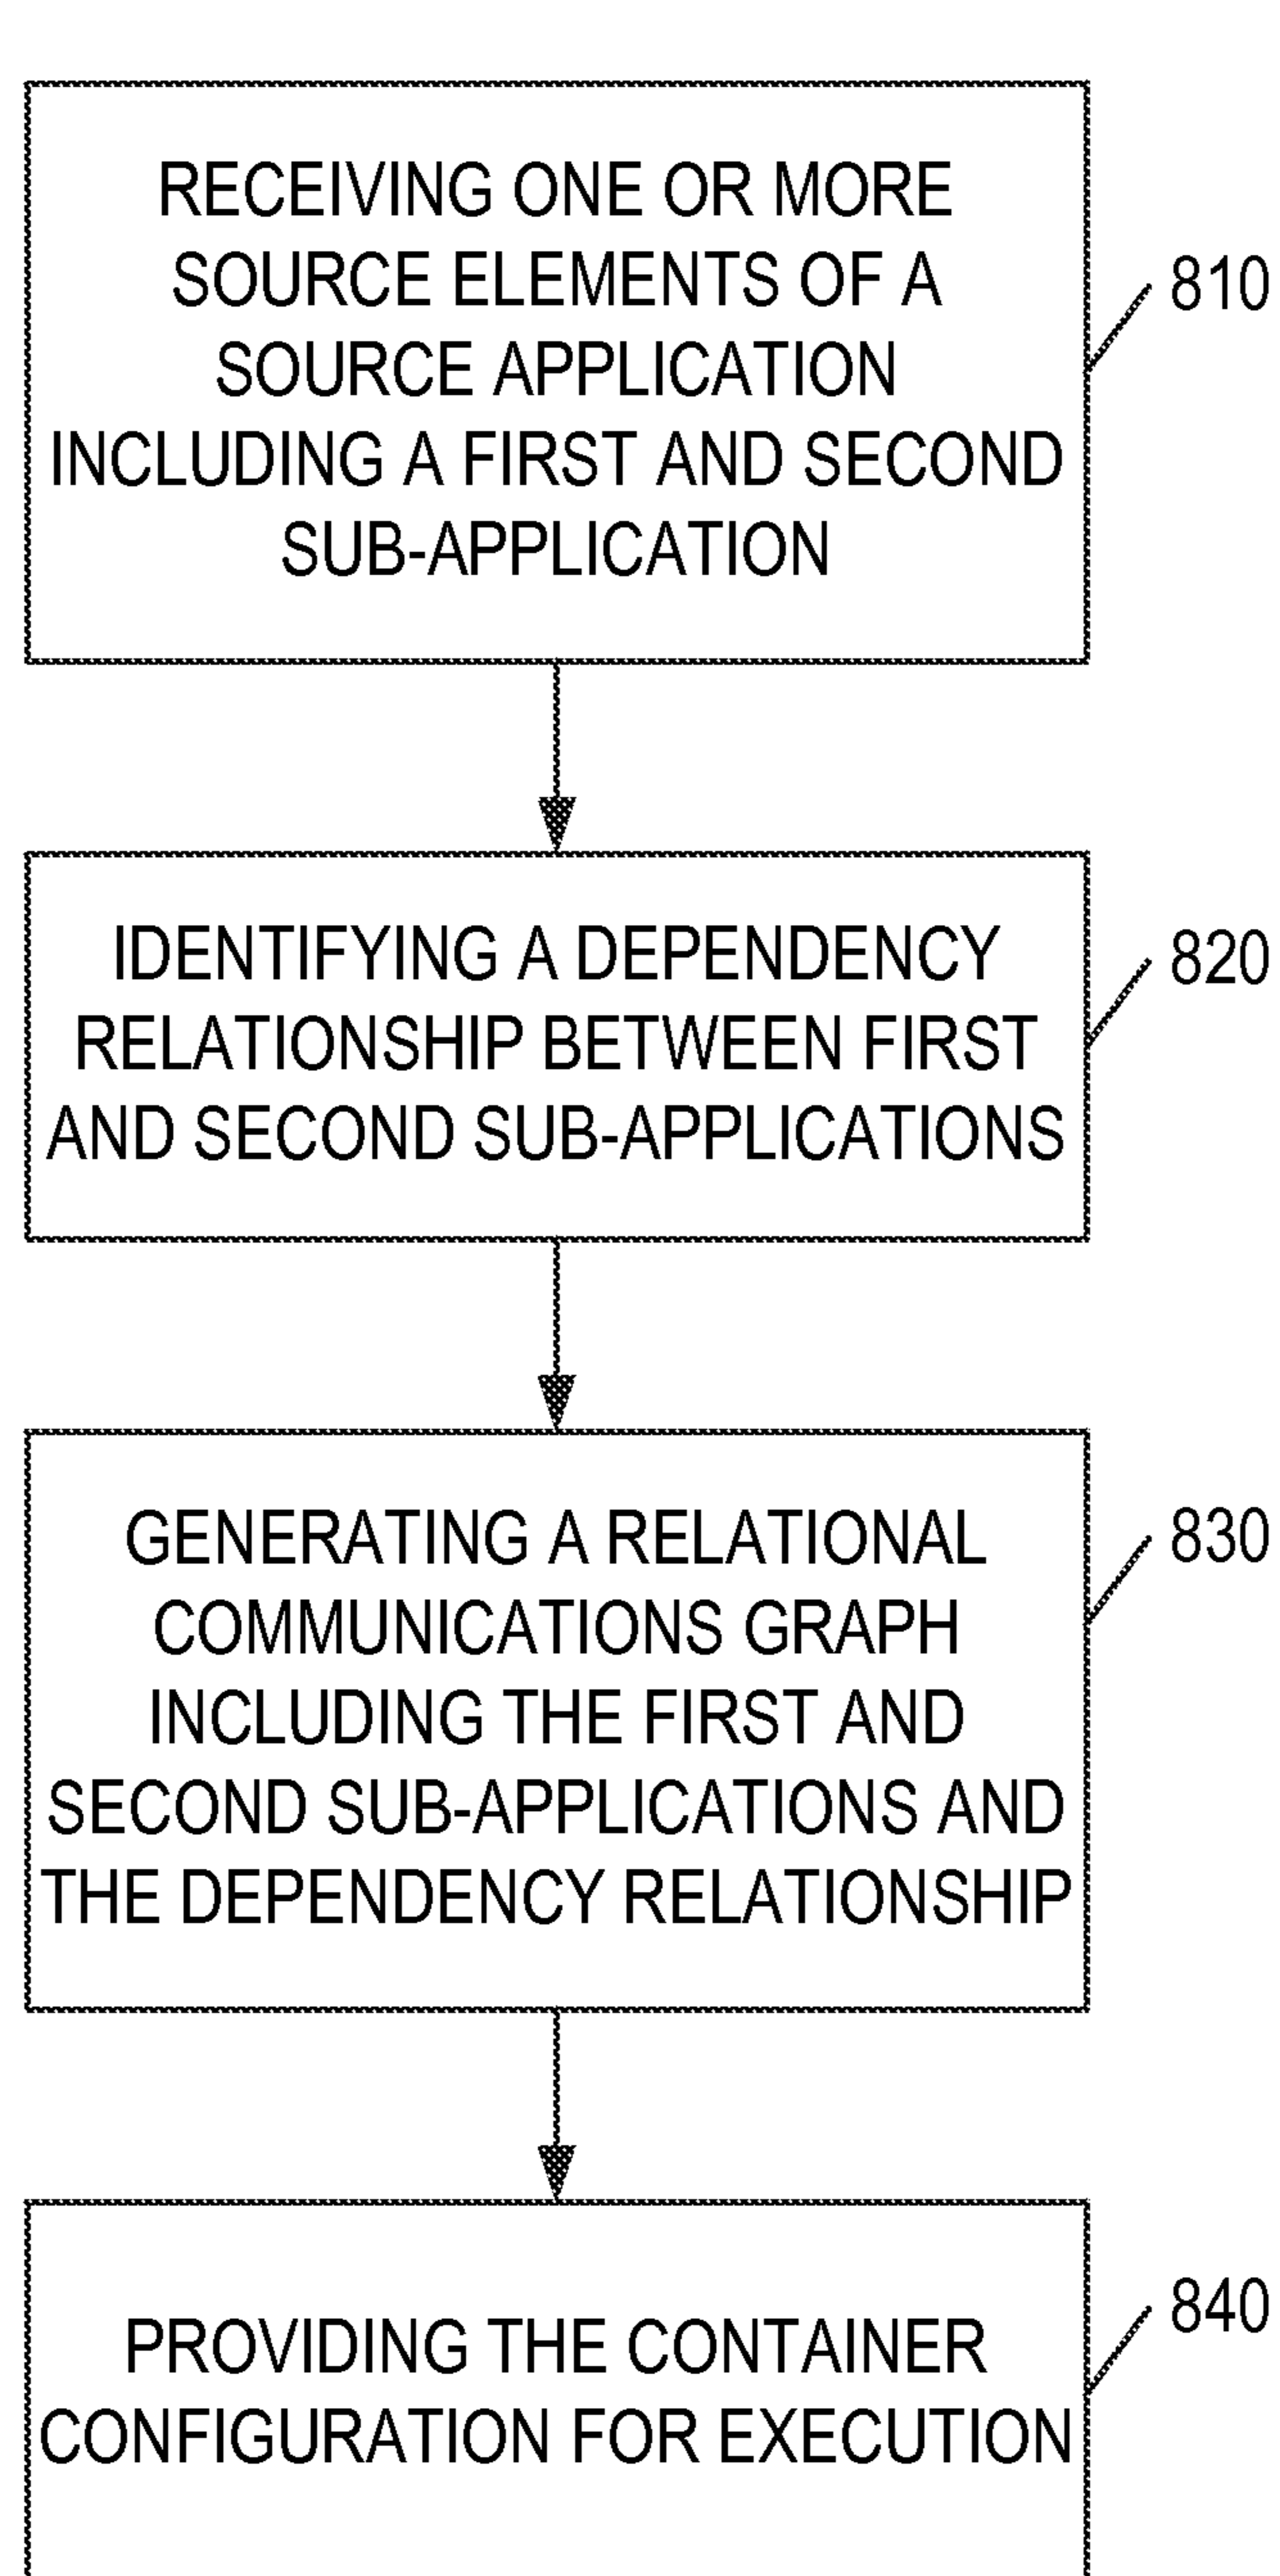 RECEIVING ONE OR MORE
SOURCE ELEMENTS OF A
SOURCE APPLICATION
INCLUDING A FIRST AND SECOND
SUB-APPLICATION
810
IDENTIFYING A DEPENDENCY
RELATIONSHIP BETWEEN FIRST
AND SECOND SUB-APPLICATIONS
820
GENERATING A RELATIONAL
COMMUNICATIONS GRAPH
INCLUDING THE FIRST AND
SECOND SUB-APPLICATIONS AND
THE DEPENDENCY RELATIONSHIP
830
PROVIDING THE CONTAINER
CONFIGURATION FOR EXECUTION
840